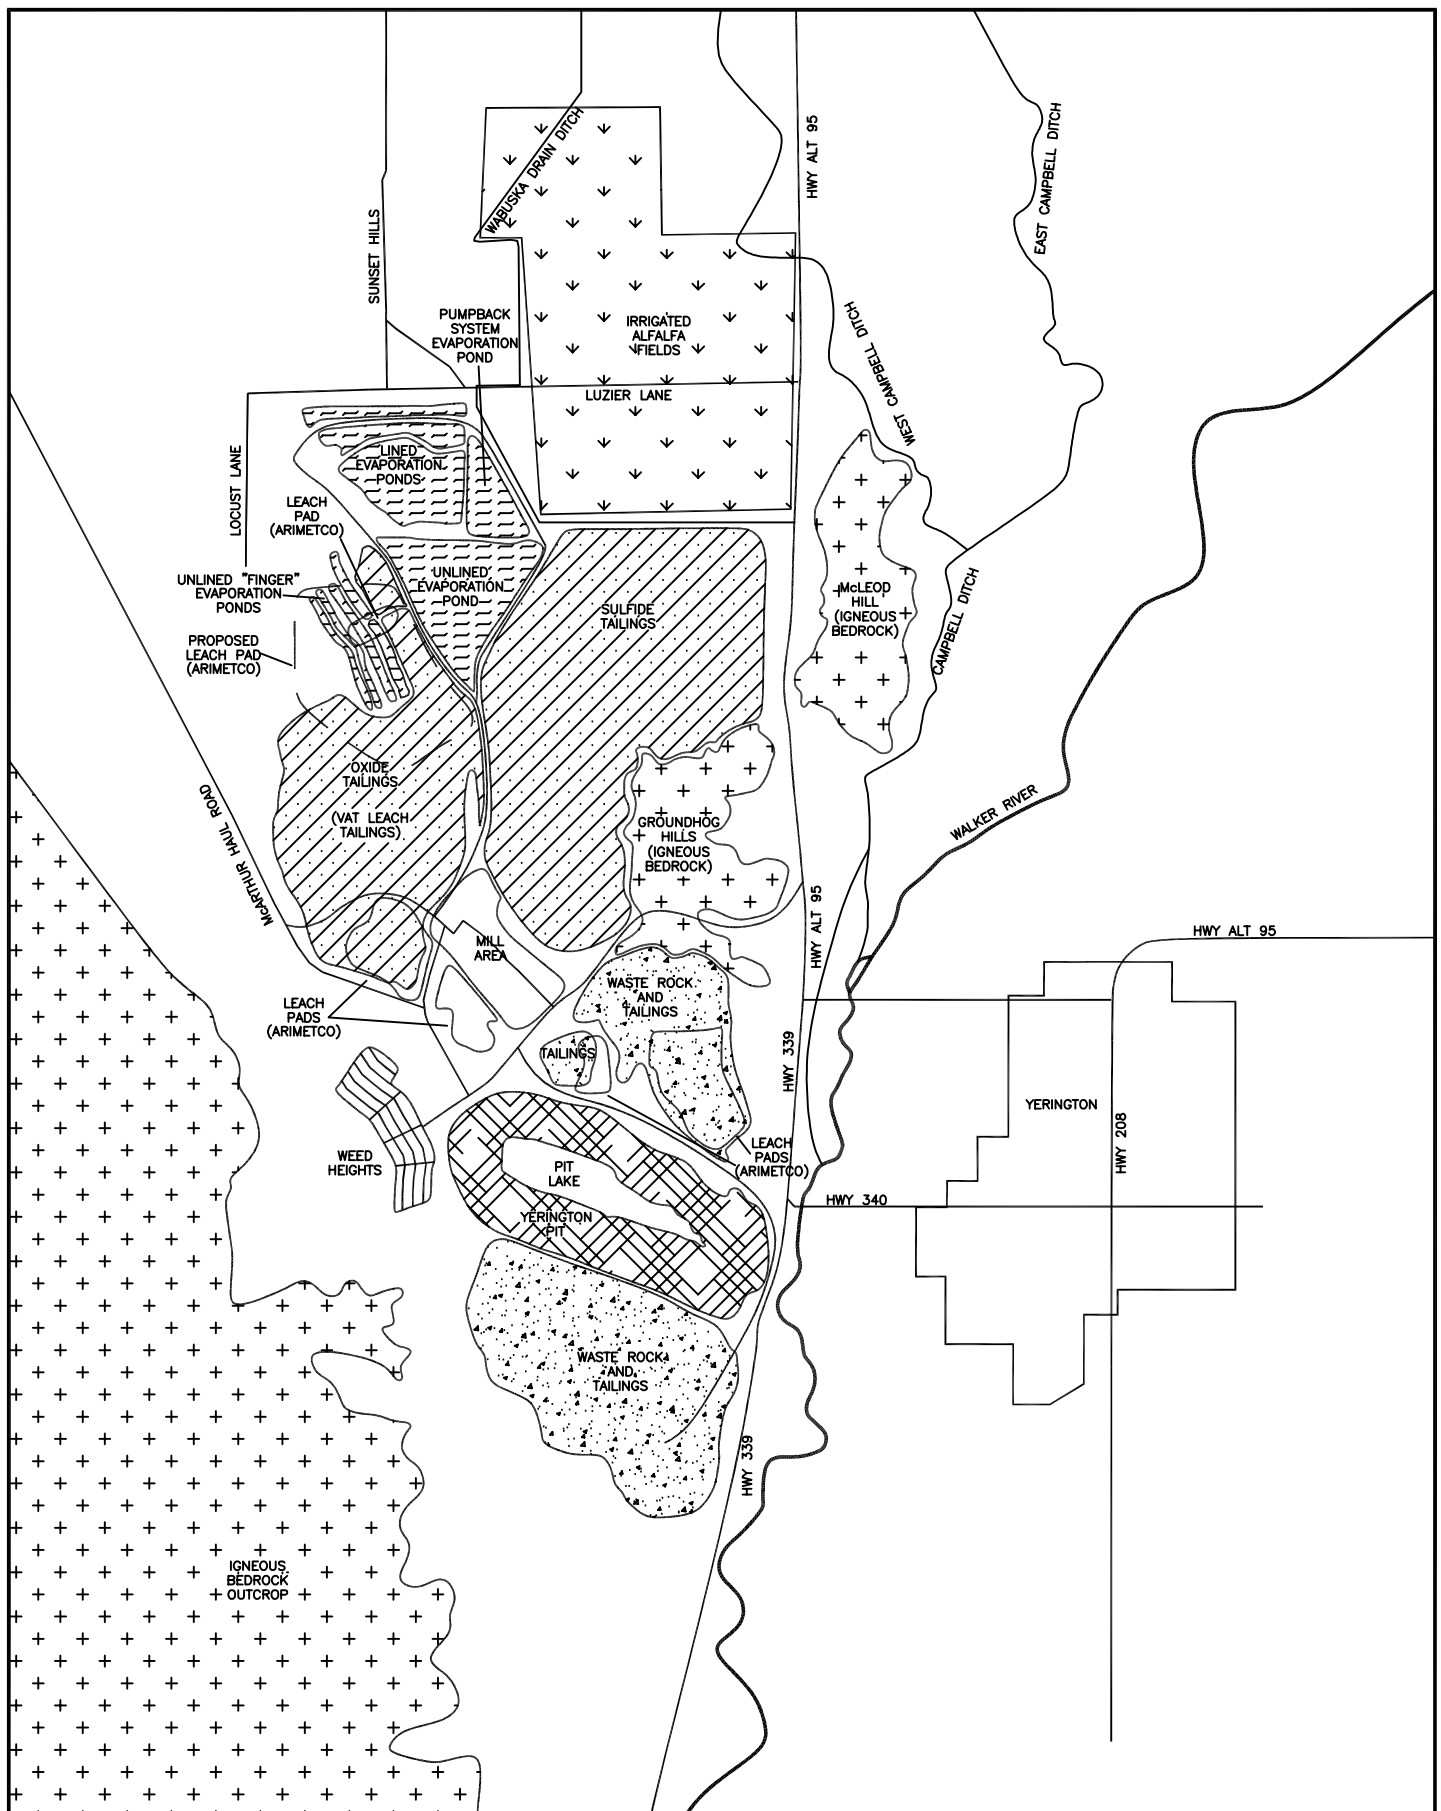 HWY ALT 95
EAST CAMPBELL DITCH
WABUSKA DRAIN DITCH
SUNSET HILLS
PUMPBACK
SYSTEM
EVAPORATION
POND
IRRIGATED
ALFALFA
FIELDS
WEST CAMPBELL DITCH
LUZIER LANE
LOCUST LANE
LINED
EVAPORATION
PONDS
LEACH
PAD
(ARIMETCO)
UNLINED "FINGER"
EVAPORATION
PONDS
UNLINED
EVAPORATION
POND
SULFIDE
TAILINGS
McLEOD
HILL
(IGNEOUS
BEDROCK)
CAMPBELL DITCH
PROPOSED
LEACH PAD
(ARIMETCO)
OXIDE
TAILINGS
(VAT LEACH
TAILINGS)
McARTHUR HAUL ROAD
GROUNDHOG
HILLS
(IGNEOUS
BEDROCK)
WALKER RIVER
HWY ALT 95
HWY ALT 95
MILL
AREA
LEACH
PADS
(ARIMETCO)
WASTE ROCK
AND
TAILINGS
TAILINGS
HWY 339
YERINGTON
HWY 208
WEED
HEIGHTS
PIT
LAKE
LEACH
PADS
(ARIMETCO)
YERINGTON
PIT
HWY 340
WASTE ROCK
AND
TAILINGS
HWY 339
IGNEOUS
BEDROCK
OUTCROP